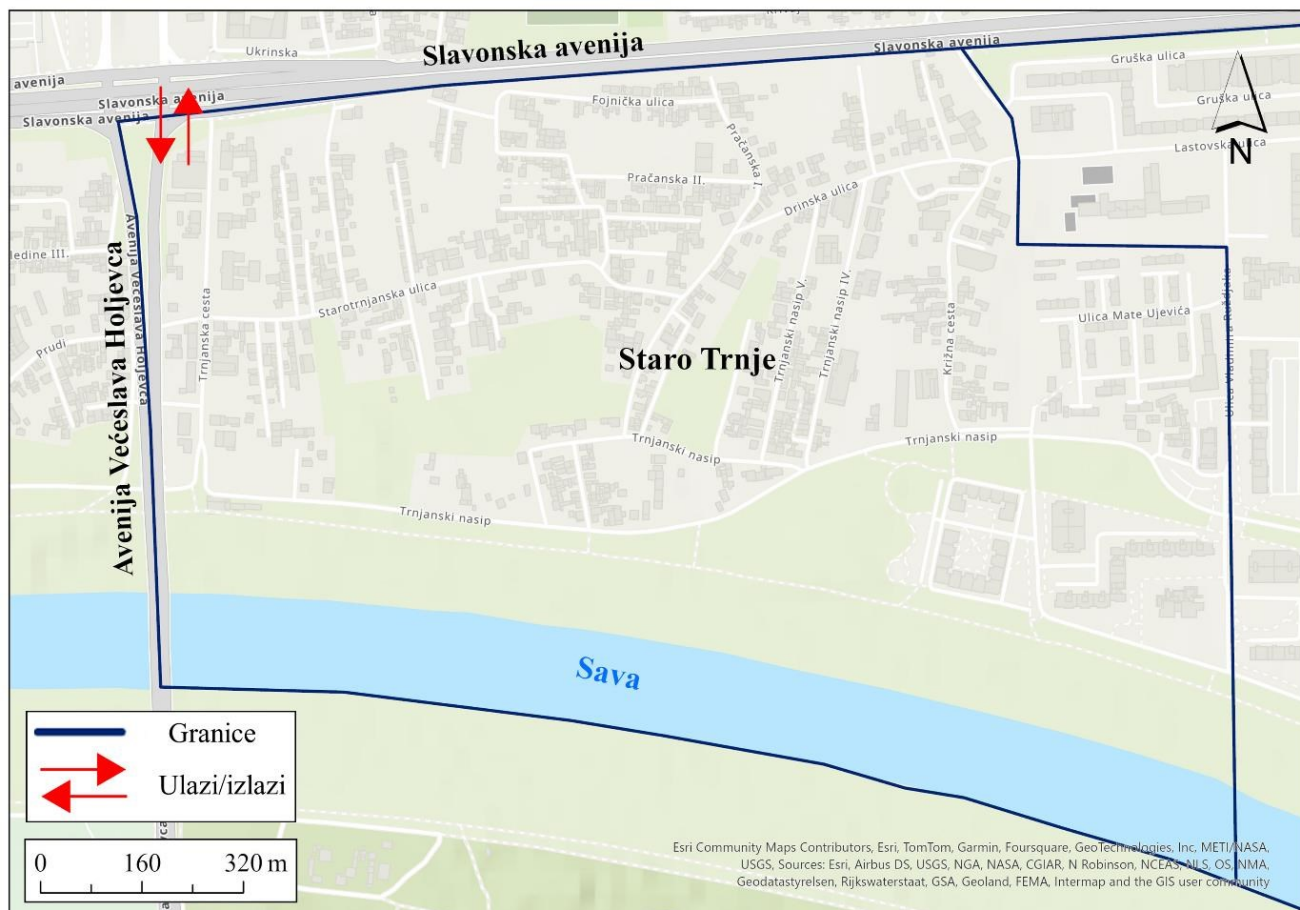 Ukrinska
Slavonska avenija
Slavonska avenija
avenija
Slavonska avenija
Slavonska avenija
Gruška ulica
Gruška ulica
Fojnička ulica
Pračanska I.
Lastovska ulica
N
Pračanska II.
Drinska ulica
ledine III.
Avenija Većeslava Holjevca
Avenija Većeslava Holjevca
Trnjanska cesta
Starotrnjanska ulica
Prudi
Staro Trnje
Trnjanski nasip V.
Trnjanski nasip IV.
Križna cesta
Ulica Mate Ujevića
Trnjanski nasip
Trnjanski nasip
Trnjanski nasip
Sava
Granice
Ulazi/izlazi
0 160 320 m
Esri Community Maps Contributors, Esri, TomTom, Garmin, Foursquare, GeoTechnologies, Inc, METI/NASA,
USGS, Sources: Esri, Airbus DS, USGS, NGA, NASA, CGIAR, N Robinson, NCEAS, NLS, OS, NMA,
Geodatastyrelsen, Rijkswaterstaat, GSA, Geoland, FEMA, Intermap and the GIS user community